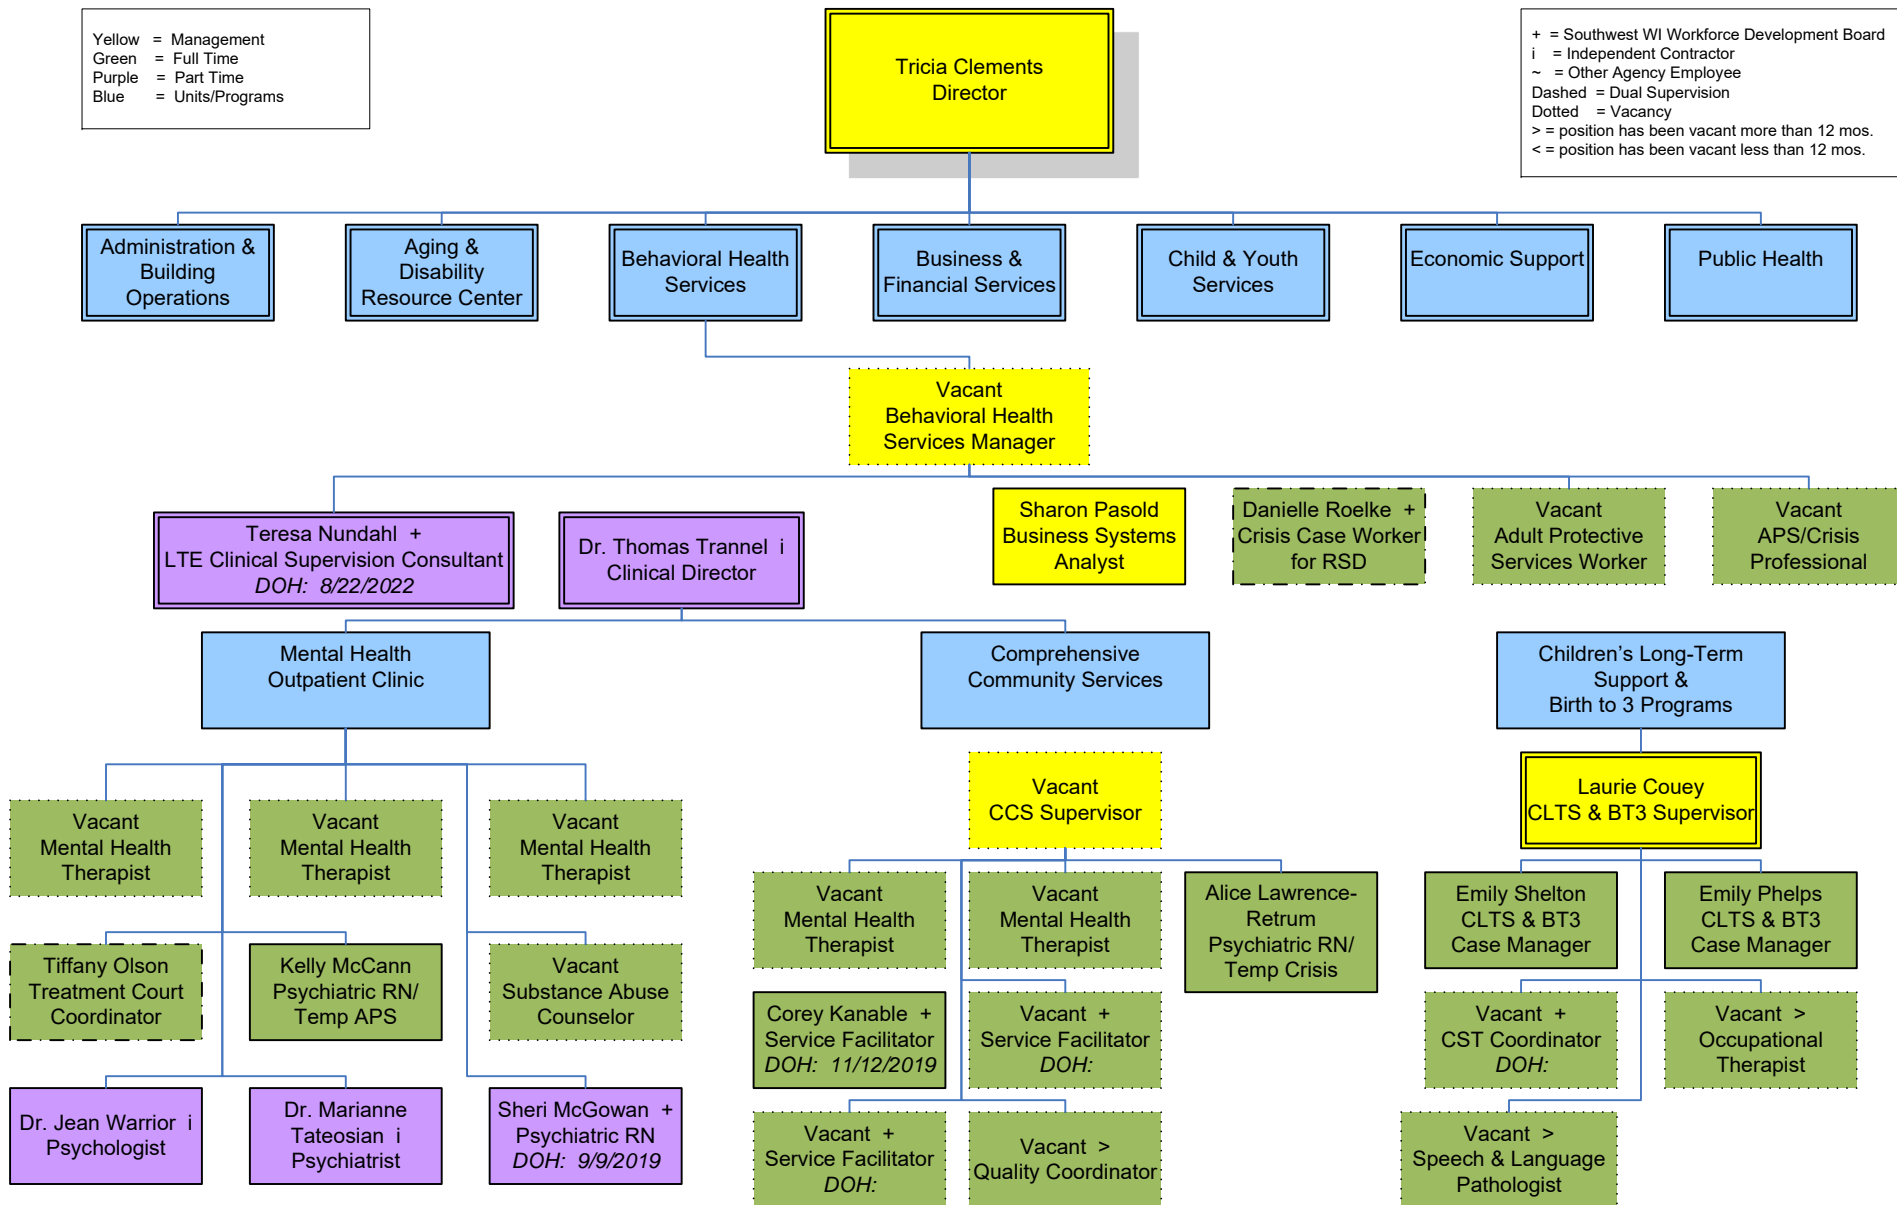 Yellow = Management
Green = Full Time
Purple = Part Time
Blue = Units/Programs
Tricia Clements
Director
+ = Southwest WI Workforce Development Board
i = Independent Contractor
~ = Other Agency Employee
Dashed = Dual Supervision
Dotted = Vacancy
> = position has been vacant more than 12 mos.
< = position has been vacant less than 12 mos.
Administration &
Building
Operations
Aging &
Disability
Resource Center
Behavioral Health
Services
Business &
Financial Services
Child & Youth
Services
Economic Support
Public Health
Vacant
Behavioral Health
Services Manager
Teresa Nundahl +
LTE Clinical Supervision Consultant
DOH: 8/22/2022
Dr. Thomas Trannel i
Clinical Director
Sharon Pasold
Business Systems
Analyst
Danielle Roelke +
Crisis Case Worker
for RSD
Vacant
Adult Protective
Services Worker
Vacant
APS/Crisis
Professional
Mental Health
Outpatient Clinic
Comprehensive
Community Services
Children's Long-Term
Support &
Birth to 3 Programs
Vacant
Mental Health
Therapist
Vacant
Mental Health
Therapist
Vacant
Mental Health
Therapist
Vacant
CCS Supervisor
Laurie Couey
CLTS & BT3 Supervisor
Vacant
Mental Health
Therapist
Vacant
Mental Health
Therapist
Alice Lawrence-
Retrum
Psychiatric RN/
Temp Crisis
Emily Shelton
CLTS & BT3
Case Manager
Emily Phelps
CLTS & BT3
Case Manager
Tiffany Olson
Treatment Court
Coordinator
Kelly McCann
Psychiatric RN/
Temp APS
Vacant
Substance Abuse
Counselor
Corey Kanable +
Service Facilitator
DOH: 11/12/2019
Vacant +
Service Facilitator
DOH:
Vacant +
CST Coordinator
DOH:
Vacant >
Occupational
Therapist
Dr. Jean Warrior i
Psychologist
Dr. Marianne
Tateosian i
Psychiatrist
Sheri McGowan +
Psychiatric RN
DOH: 9/9/2019
Vacant +
Service Facilitator
DOH:
Vacant >
Quality Coordinator
Vacant >
Speech & Language
Pathologist